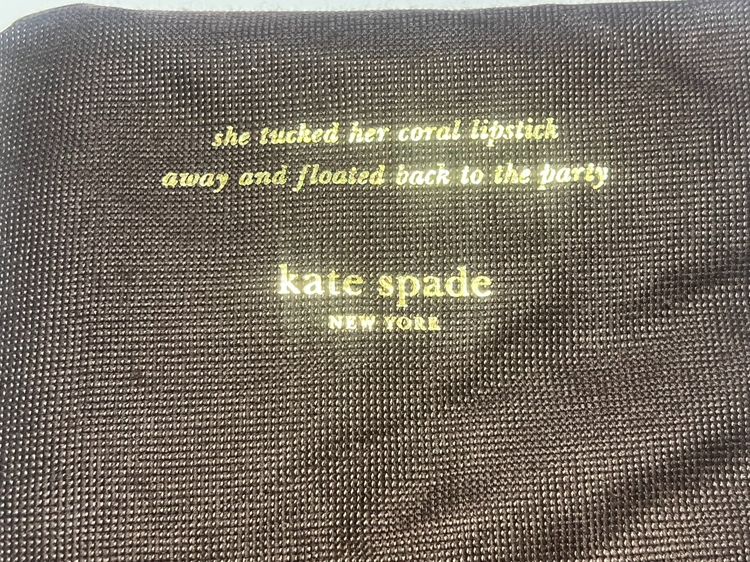 she tucked her coral lipstick
away and floated back to the party
kate spade
NEW YORK